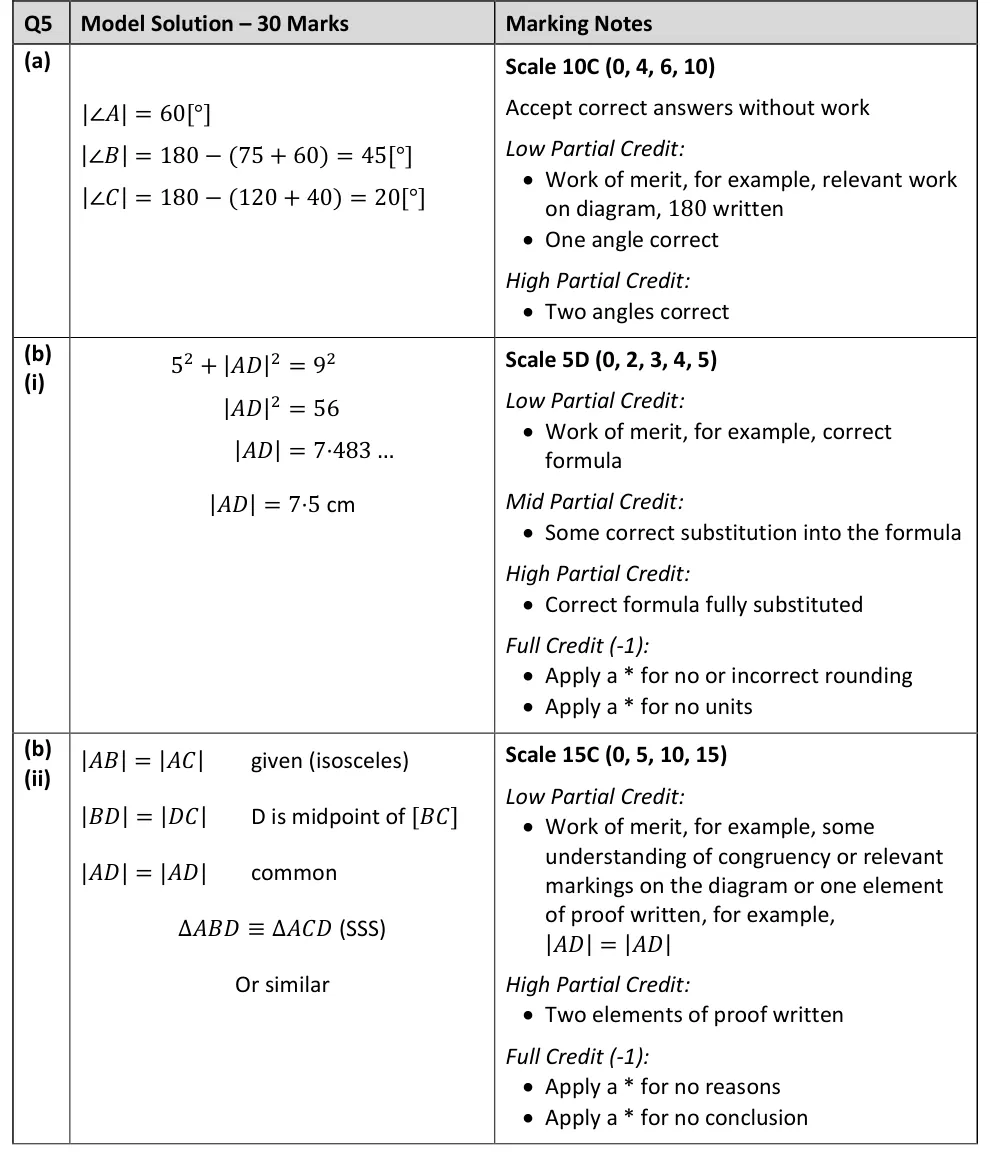 Q5 Model Solution – 30 Marks Marking Notes
(a)
|∠A| = 60[°]
|∠B| = 180 − (75 + 60) = 45[°]
|∠C| = 180 − (120 + 40) = 20[°]
Scale 10C (0, 4, 6, 10)
Accept correct answers without work
Low Partial Credit:
• Work of merit, for example, relevant work
on diagram, 180 written
• One angle correct
High Partial Credit:
• Two angles correct
(b)
(i)
5² + |AD|² = 9²
|AD|² = 56
|AD| = 7·483 …
|AD| = 7·5 cm
Scale 5D (0, 2, 3, 4, 5)
Low Partial Credit:
• Work of merit, for example, correct
formula
Mid Partial Credit:
• Some correct substitution into the formula
High Partial Credit:
• Correct formula fully substituted
Full Credit (-1):
• Apply a * for no or incorrect rounding
• Apply a * for no units
(b)
(ii)
|AB| = |AC| given (isosceles)
|BD| = |DC| D is midpoint of [BC]
|AD| = |AD| common
ΔABD ≡ ΔACD (SSS)
Or similar
Scale 15C (0, 5, 10, 15)
Low Partial Credit:
• Work of merit, for example, some
understanding of congruency or relevant
markings on the diagram or one element
of proof written, for example,
|AD| = |AD|
High Partial Credit:
• Two elements of proof written
Full Credit (-1):
• Apply a * for no reasons
• Apply a * for no conclusion